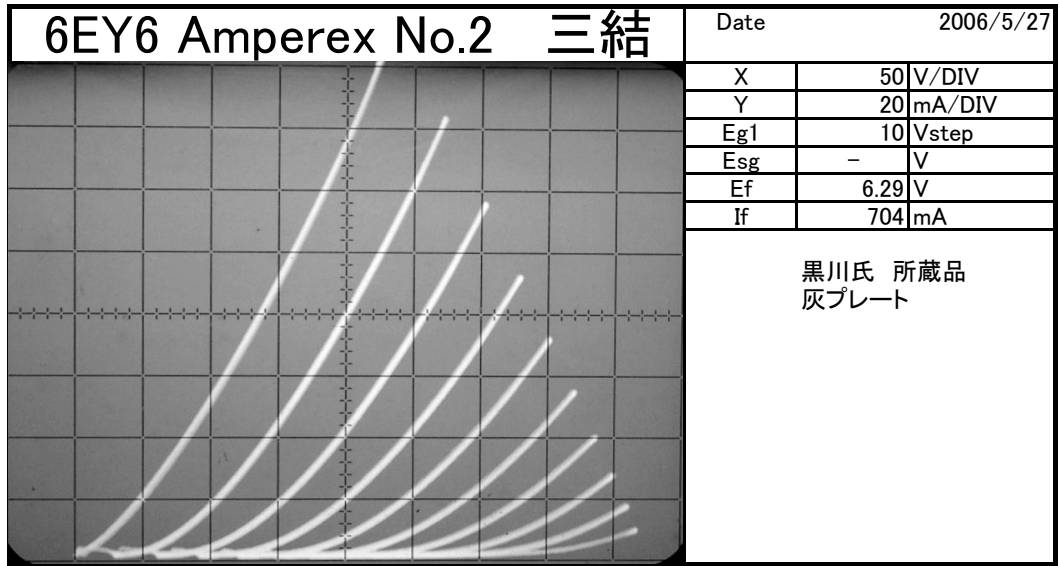 6EY6 Amperex No.2 三結
Date 2006/5/27
X 50 V/DIV
Y 20 mA/DIV
Eg1 10 Vstep
Esg - V
Ef 6.29 V
If 704 mA
黒川氏 所蔵品
灰プレート